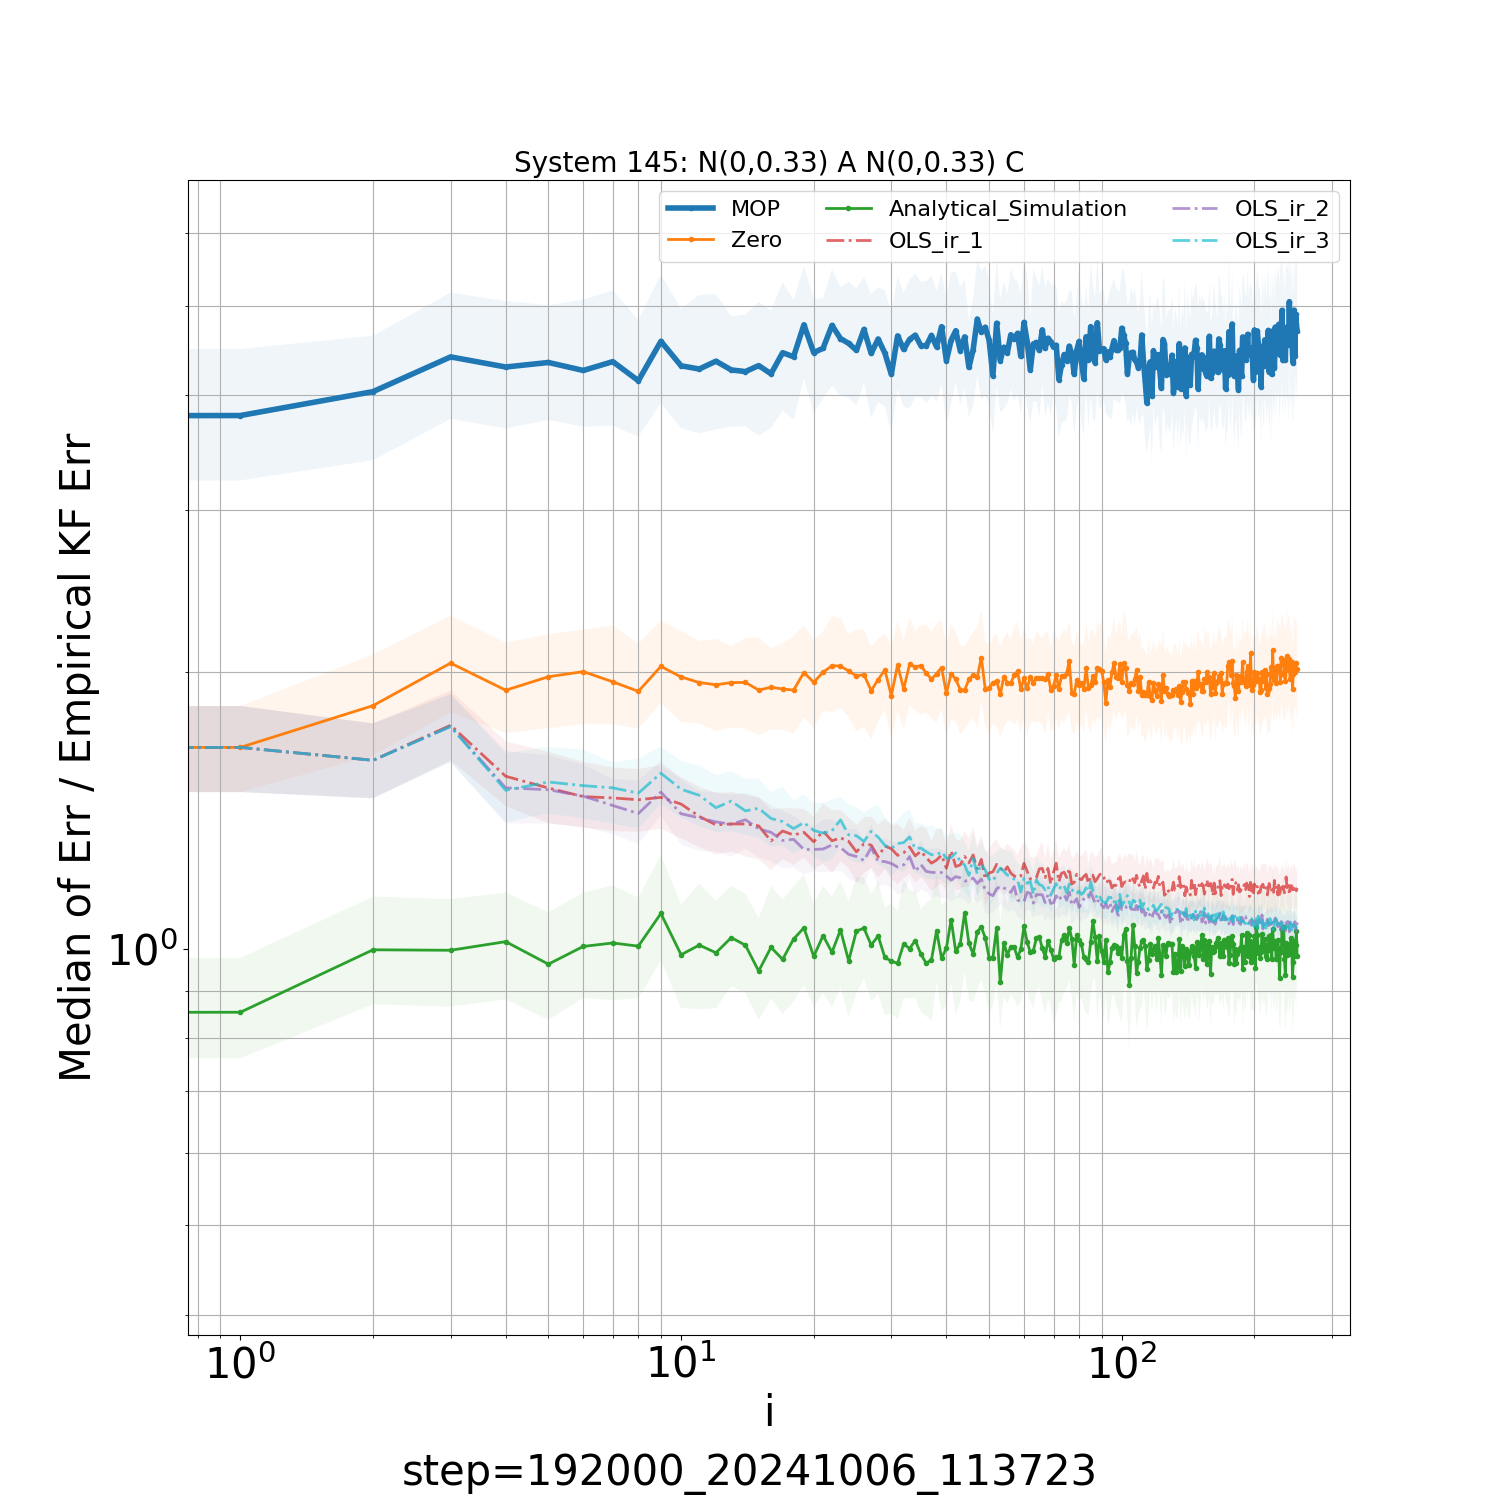 System 145: N(0,0.33) A N(0,0.33) C
MOP
Zero
Analytical_Simulation
OLS_ir_1
OLS_ir_2
OLS_ir_3
Median of Err / Empirical KF Err
10⁰
10⁰
10¹
10²
i
step=192000_20241006_113723